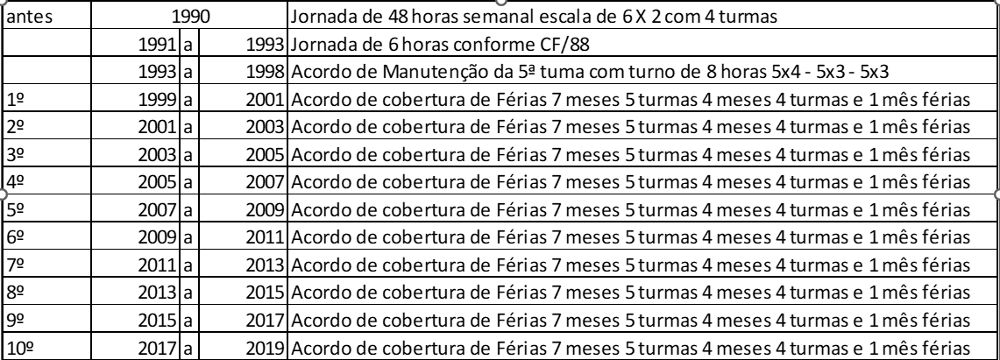 antes 1990 Jornada de 48 horas semanal escala de 6 X 2 com 4 turmas
1991 a 1993 Jornada de 6 horas conforme CF/88
1993 a 1998 Acordo de Manutenção da 5ª tuma com turno de 8 horas 5x4 - 5x3 - 5x3
1º 1999 a 2001 Acordo de cobertura de Férias 7 meses 5 turmas 4 meses 4 turmas e 1 mês férias
2º 2001 a 2003 Acordo de cobertura de Férias 7 meses 5 turmas 4 meses 4 turmas e 1 mês férias
3º 2003 a 2005 Acordo de cobertura de Férias 7 meses 5 turmas 4 meses 4 turmas e 1 mês férias
4º 2005 a 2007 Acordo de cobertura de Férias 7 meses 5 turmas 4 meses 4 turmas e 1 mês férias
5º 2007 a 2009 Acordo de cobertura de Férias 7 meses 5 turmas 4 meses 4 turmas e 1 mês férias
6º 2009 a 2011 Acordo de cobertura de Férias 7 meses 5 turmas 4 meses 4 turmas e 1 mês férias
7º 2011 a 2013 Acordo de cobertura de Férias 7 meses 5 turmas 4 meses 4 turmas e 1 mês férias
8º 2013 a 2015 Acordo de cobertura de Férias 7 meses 5 turmas 4 meses 4 turmas e 1 mês férias
9º 2015 a 2017 Acordo de cobertura de Férias 7 meses 5 turmas 4 meses 4 turmas e 1 mês férias
10º 2017 a 2019 Acordo de cobertura de Férias 7 meses 5 turmas 4 meses 4 turmas e 1 mês férias